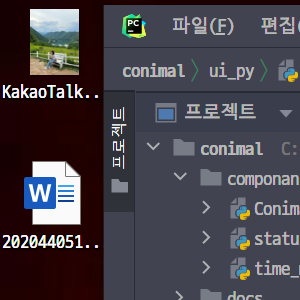 PC
파일(F)
편집(
conimal
ui_py
KakaoTalk..
프로젝트
프로젝트
conimal C:
componan
Conim
W
statu
202044051..
time_
docs